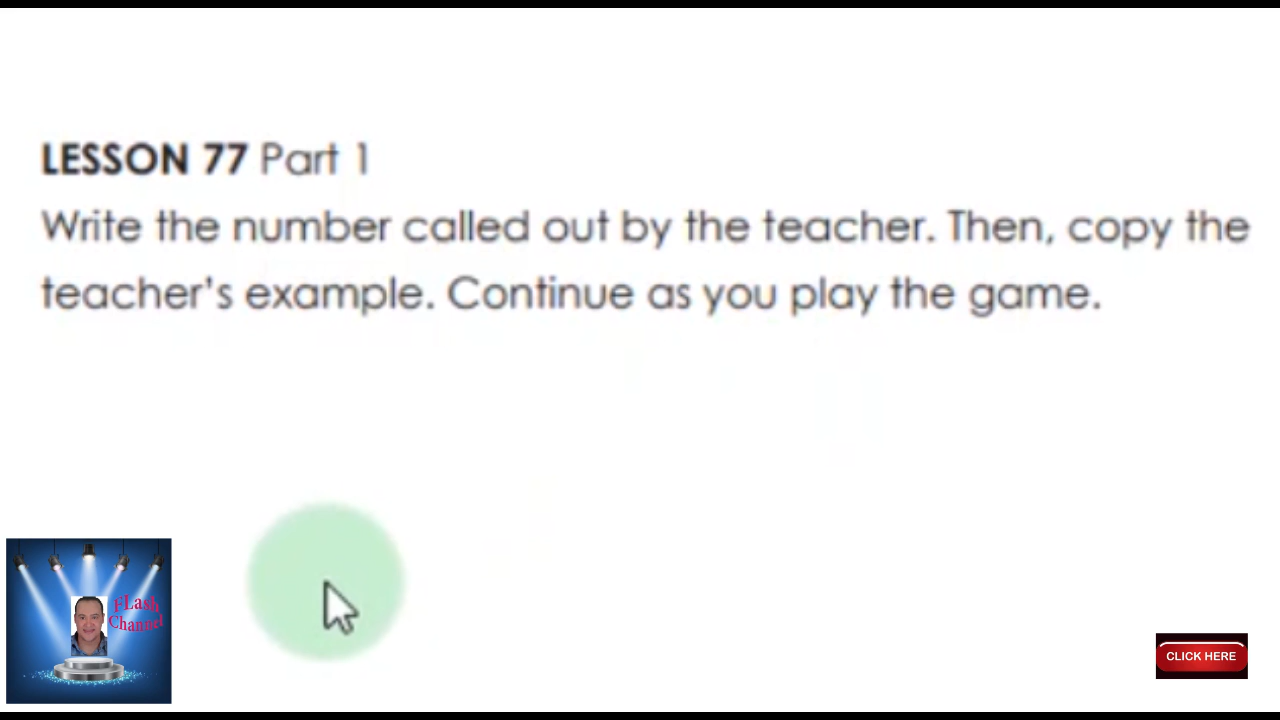 LESSON 77 Part 1
Write the number called out by the teacher. Then, copy the
teacher's example. Continue as you play the game.
FLash
Channel
CLICK HERE